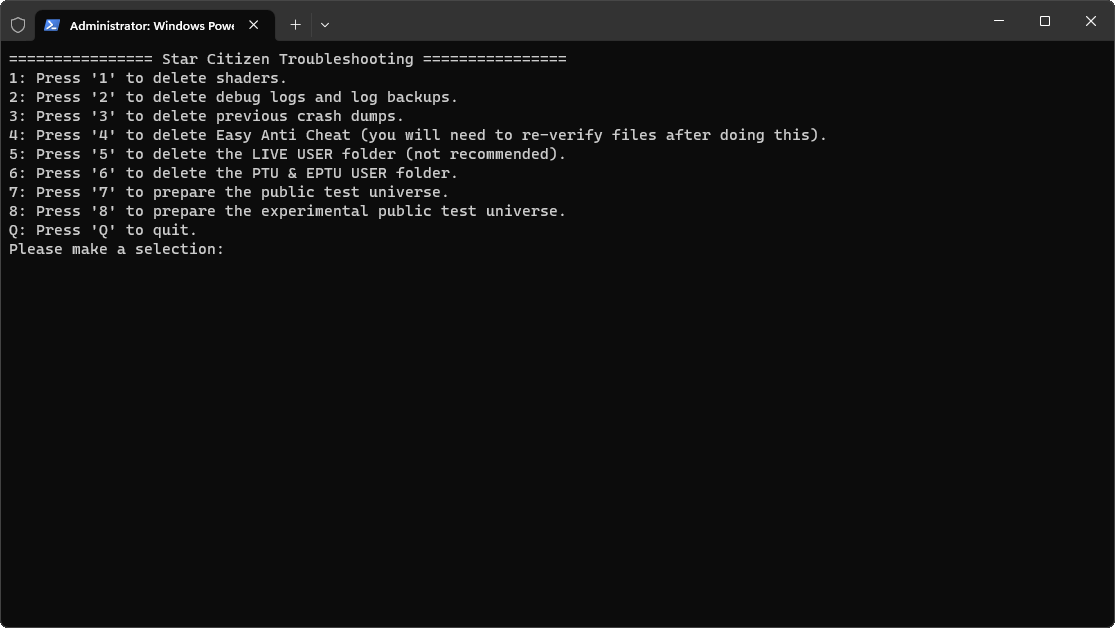 Administrator: Windows Powe
================ Star Citizen Troubleshooting ================
1: Press '1' to delete shaders.
2: Press '2' to delete debug logs and log backups.
3: Press '3' to delete previous crash dumps.
4: Press '4' to delete Easy Anti Cheat (you will need to re-verify files after doing this).
5: Press '5' to delete the LIVE USER folder (not recommended).
6: Press '6' to delete the PTU & EPTU USER folder.
7: Press '7' to prepare the public test universe.
8: Press '8' to prepare the experimental public test universe.
Q: Press 'Q' to quit.
Please make a selection: